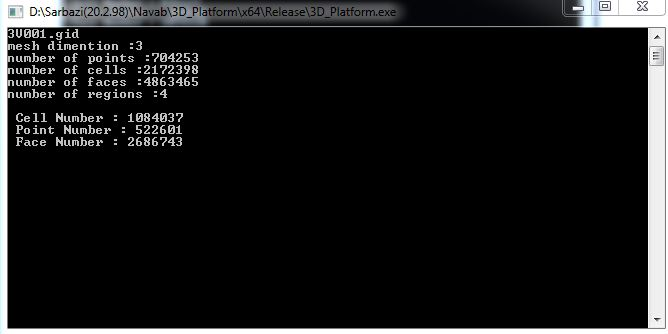 D:\Sarbazi(20.2.98)\Navab\3D_Platform\x64\Release\3D_Platform.exe
3V001.gid
mesh dimention :3
number of points :704253
number of cells :2172398
number of faces :4863465
number of regions :4
Cell Number : 1084037
Point Number : 522601
Face Number : 2686743